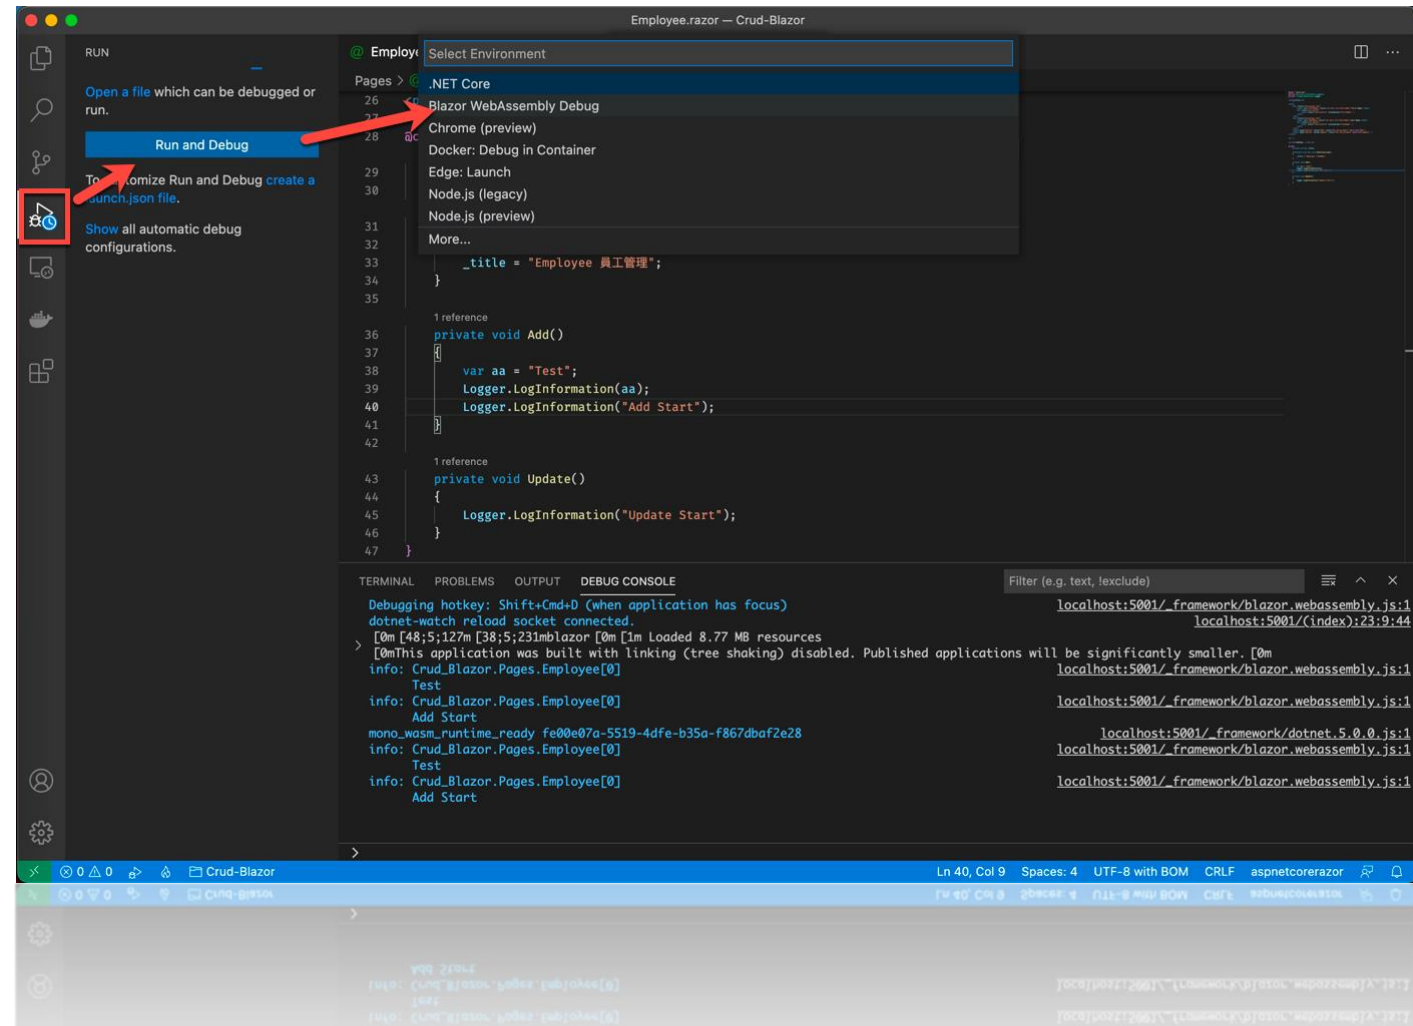 Employee.razor — Crud-Blazor
RUN
Open a file which can be debugged or
run.
Run and Debug
To Run and Debug create a
launch.json file.
Show all automatic debug
configurations.
Select Environment
.NET Core
Blazor WebAssembly Debug
Chrome (preview)
Docker: Debug in Container
Edge: Launch
Node.js (legacy)
Node.js (preview)
More...
@ Employe
Pages > @
26
27
28 @c
29
30
31
32
33 _title = "Employee 員工管理";
34 }
35
1 reference
36 private void Add()
37 {
38 var aa = "Test";
39 Logger.LogInformation(aa);
40 Logger.LogInformation("Add Start");
41 }
42
1 reference
43 private void Update()
44 {
45 Logger.LogInformation("Update Start");
46 }
47 }
TERMINAL PROBLEMS OUTPUT DEBUG CONSOLE Filter (e.g. text, !exclude)
Debugging hotkey: Shift+Cmd+D (when application has focus) localhost:5001/_framework/blazor.webassembly.js:1
dotnet-watch reload socket connected. localhost:5001/(index):23:9:44
[0m [48;5;127m [38;5;231mblazor [0m [1m Loaded 8.77 MB resources
[0mThis application was built with linking (tree shaking) disabled. Published applications will be significantly smaller. [0m
info: Crud_Blazor.Pages.Employee[0] localhost:5001/_framework/blazor.webassembly.js:1
Test
info: Crud_Blazor.Pages.Employee[0] localhost:5001/_framework/blazor.webassembly.js:1
Add Start
mono_wasm_runtime_ready fe00e07a-5519-4dfe-b35a-f867dbaf2e28 localhost:5001/_framework/dotnet.5.0.0.js:1
info: Crud_Blazor.Pages.Employee[0] localhost:5001/_framework/blazor.webassembly.js:1
Test
info: Crud_Blazor.Pages.Employee[0] localhost:5001/_framework/blazor.webassembly.js:1
Add Start
>
0 0 Crud-Blazor Ln 40, Col 9 Spaces: 4 UTF-8 with BOM CRLF aspnetcorerazor